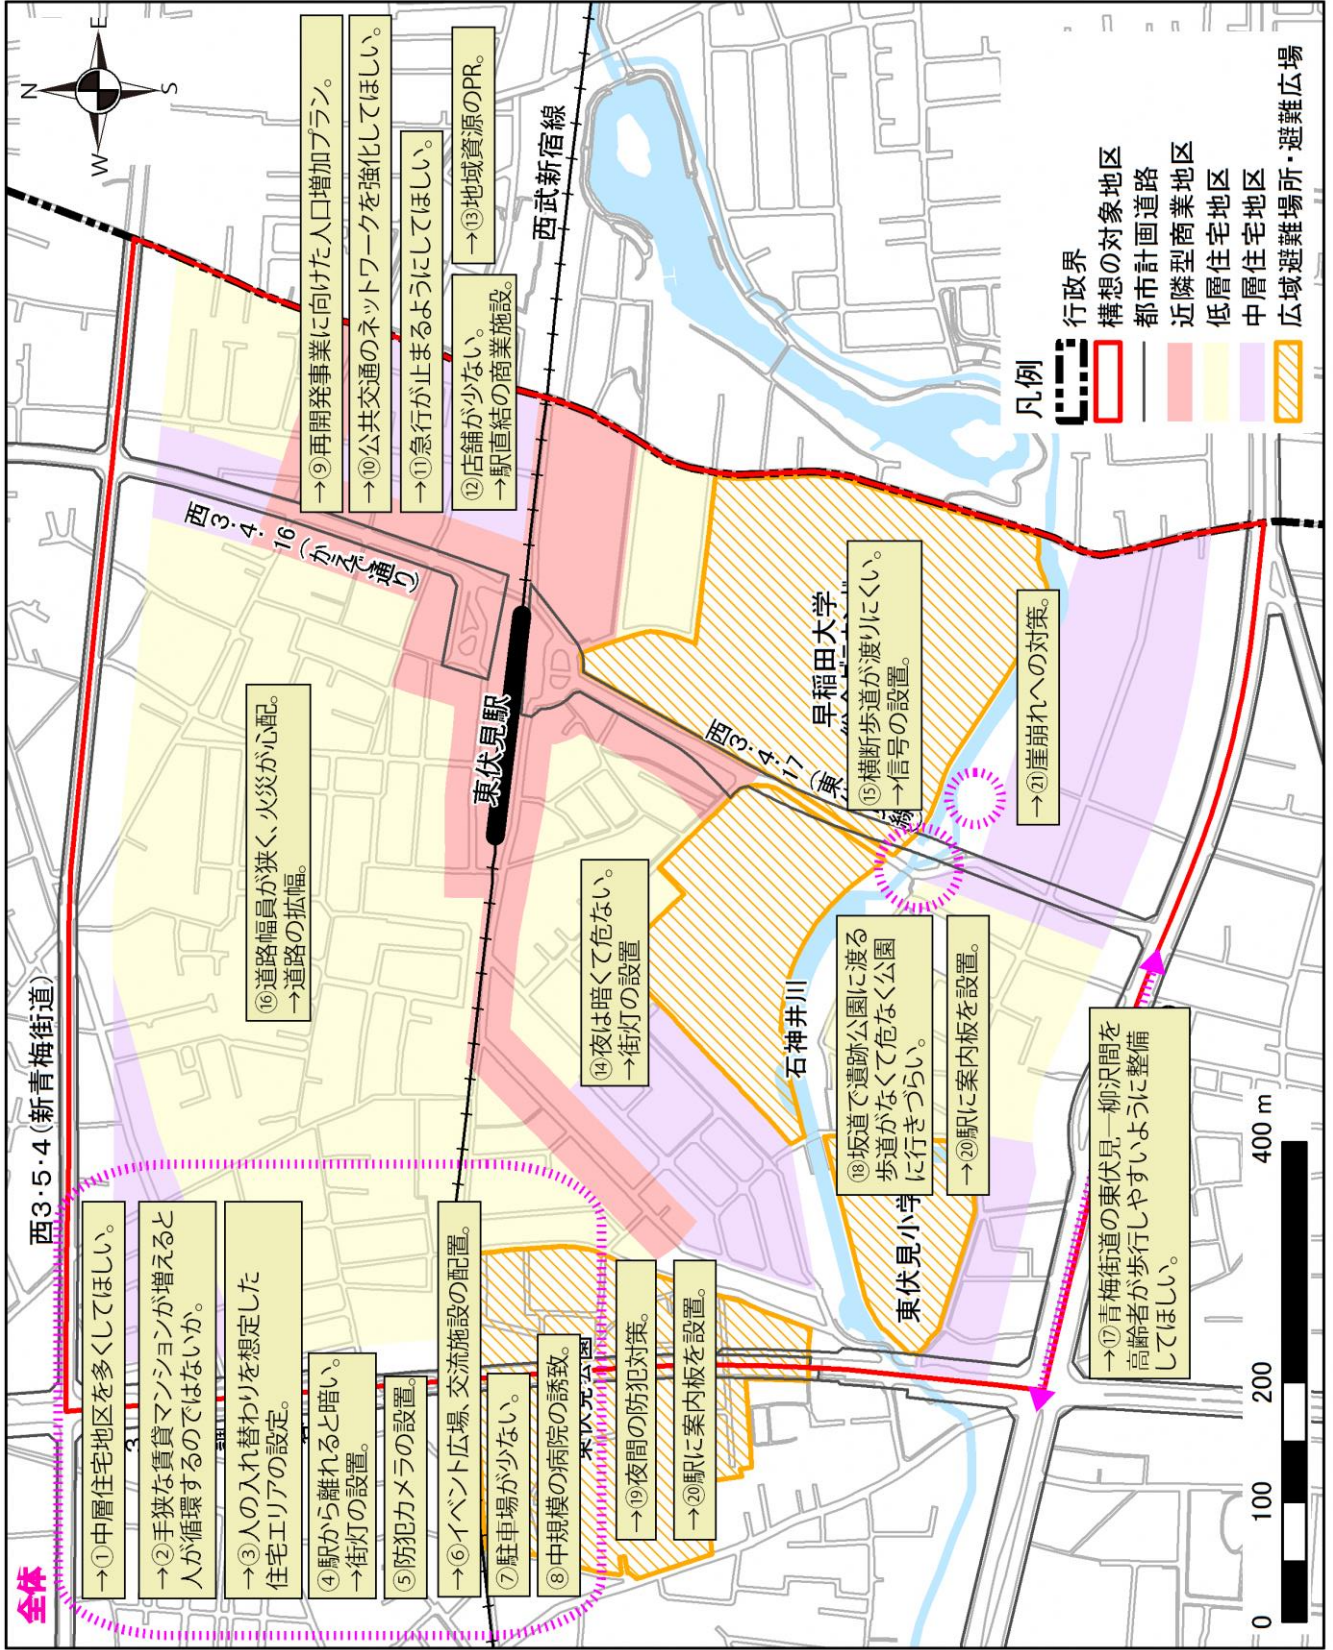 全体
西3・5・4(新青梅街道)
N
W
E
S
→①中層住宅地区を多くしてほしい。
→②手狭な賃貸マンションが増えると
人が循環するのではないか。
→③人の入れ替わりを想定した
住宅エリアの設定。
④駅から離れると暗い。
→街灯の設置。
⑤防犯カメラの設置。
→⑥イベント広場、交流施設の配置。
⑦駐車場が少ない。
⑧中規模の病院の誘致。
→⑨再開発事業に向けた人口増加プラン。
→⑩公共交通のネットワークを強化してほしい。
→⑪急行が止まるようにしてほしい。
⑫店舗が少ない。
→駅直結の商業施設。
→⑬地域資源のPR。
⑯道路幅員が狭く、火災が心配。
→道路の拡幅。
西3・4・16(かえで通り)
東伏見駅
西武新宿線
⑭夜は暗くて危ない。
→街灯の設置
西3・4・17(東
線)
早稲田大学
⑮横断歩道が渡りにくい。
→信号の設置。
→⑲夜間の防犯対策。
→⑳駅に案内板を設置。
石神井川
東伏見小学
⑱坂道で遺跡公園に渡る
歩道がなくて危なく公園
に行きづらい。
→⑳駅に案内板を設置。
→㉑崖崩れへの対策。
→⑰青梅街道の東伏見―柳沢間を
高齢者が歩行しやすいように整備
してほしい。
凡例
行政界
構想の対象地区
都市計画道路
近隣型商業地区
低層住宅地区
中層住宅地区
広域避難場所・避難広場
0 100 200 400 m